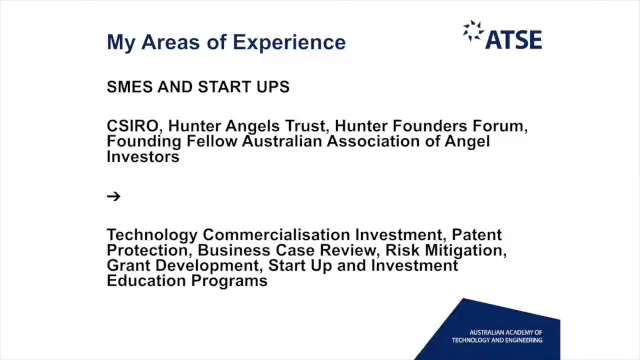 My Areas of Experience
ATSE
SMES AND START UPS
CSIRO, Hunter Angels Trust, Hunter Founders Forum,
Founding Fellow Australian Association of Angel
Investors
➔
Technology Commercialisation Investment, Patent
Protection, Business Case Review, Risk Mitigation,
Grant Development, Start Up and Investment
Education Programs
AUSTRALIAN ACADEMY OF
TECHNOLOGY AND ENGINEERING